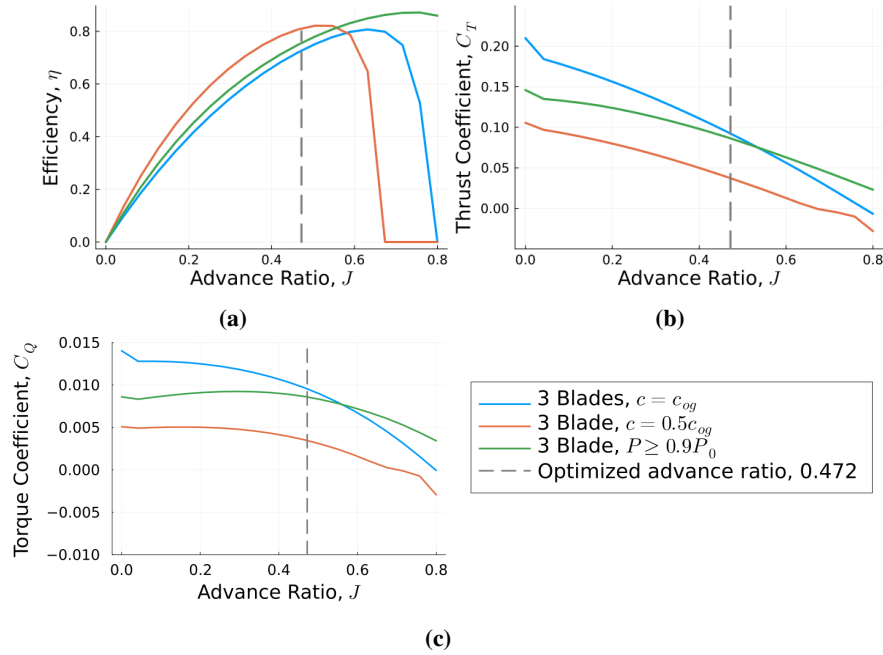 0.8
0.6
0.4
0.2
0.0
Efficiency, η
0.0 0.2 0.4 0.6 0.8
Advance Ratio, J
(a)
0.20
0.15
0.10
0.05
0.00
Thrust Coefficient, C_T
0.0 0.2 0.4 0.6 0.8
Advance Ratio, J
(b)
0.015
0.010
0.005
0.000
-0.005
-0.010
Torque Coefficient, C_Q
0.0 0.2 0.4 0.6 0.8
Advance Ratio, J
(c)
3 Blades, c = c_og
3 Blade, c = 0.5c_og
3 Blade, P ≥ 0.9P_0
Optimized advance ratio, 0.472